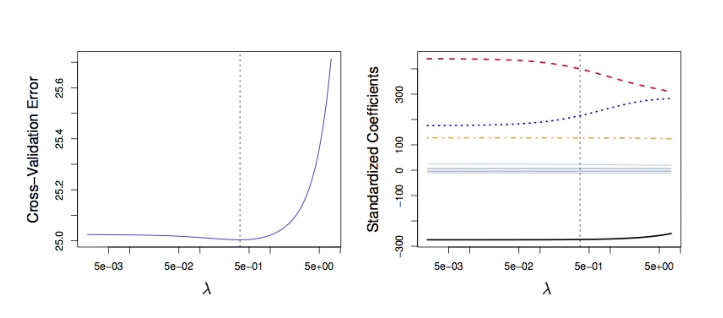 Cross−Validation Error
25.0 25.2 25.4 25.6
5e−03 5e−02 5e−01 5e+00
λ
Standardized Coefficients
−300 −100 0 100 300
5e−03 5e−02 5e−01 5e+00
λ